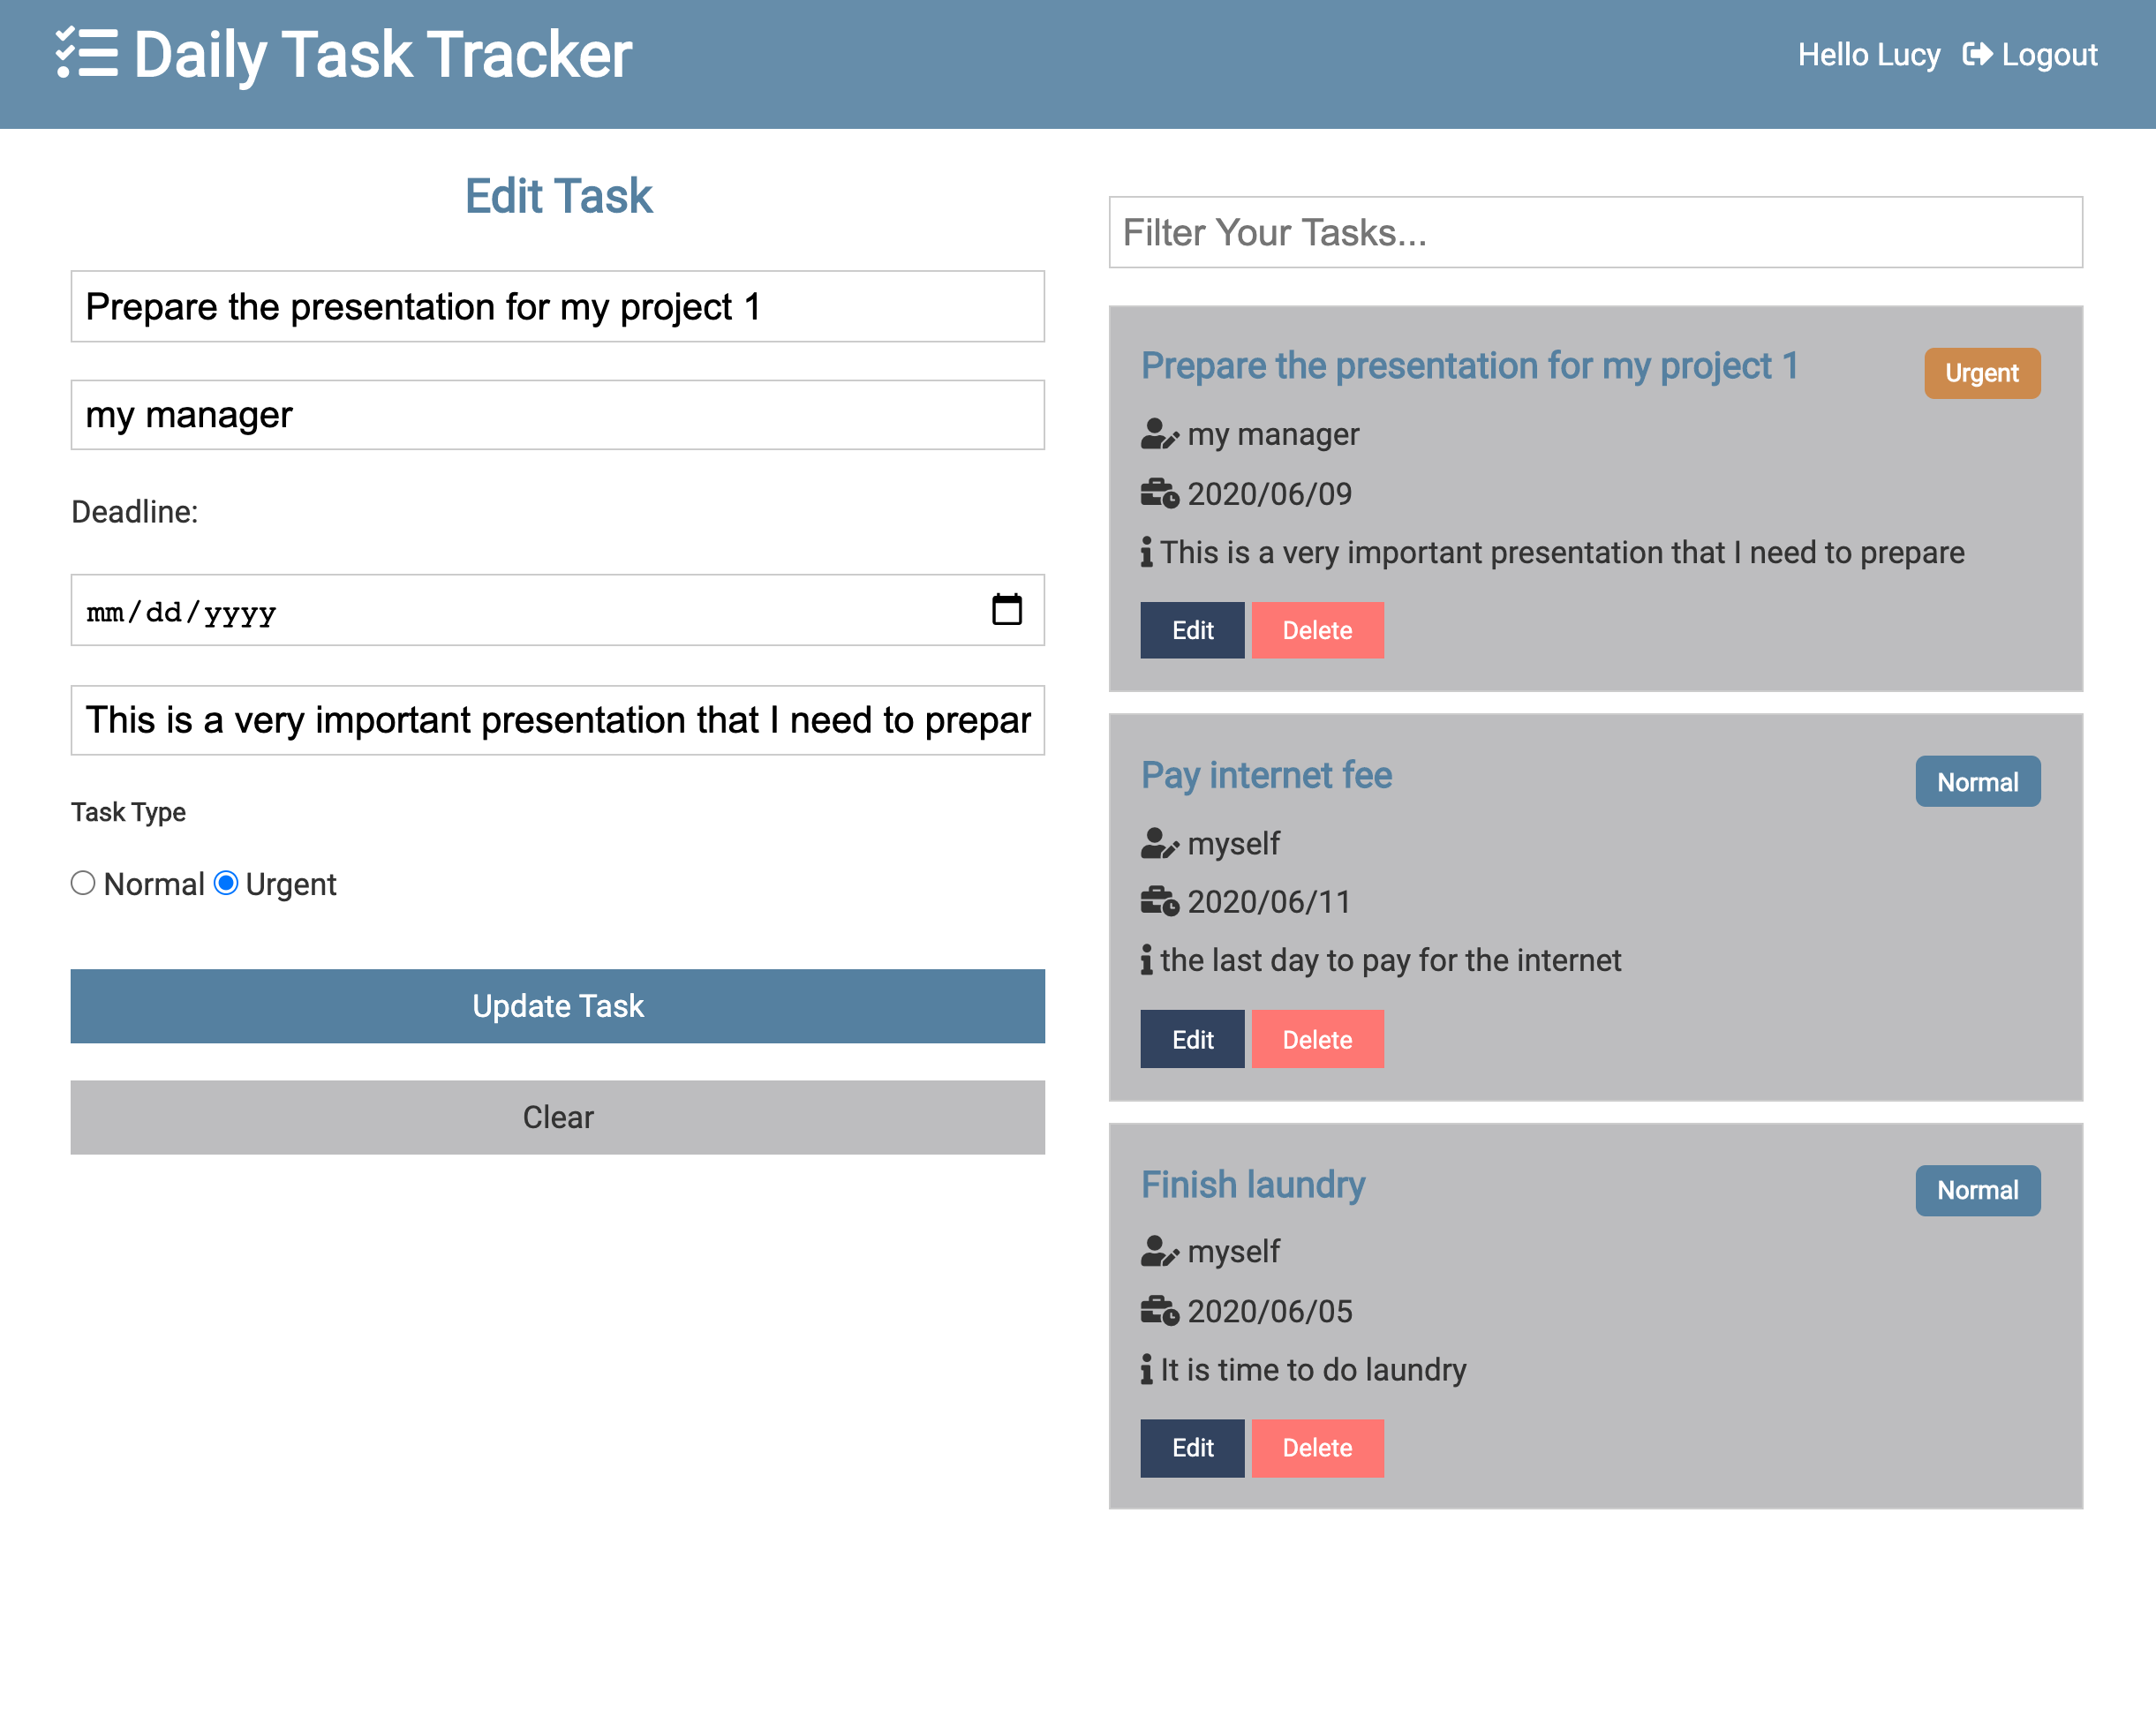 Daily Task Tracker
Hello Lucy Logout
Edit Task
Prepare the presentation for my project 1
my manager
Deadline:
mm/dd/yyyy
This is a very important presentation that I need to prepar
Task Type
Normal Urgent
Update Task
Clear
Filter Your Tasks...
Prepare the presentation for my project 1
Urgent
my manager
2020/06/09
This is a very important presentation that I need to prepare
Edit Delete
Pay internet fee
Normal
myself
2020/06/11
the last day to pay for the internet
Edit Delete
Finish laundry
Normal
myself
2020/06/05
It is time to do laundry
Edit Delete